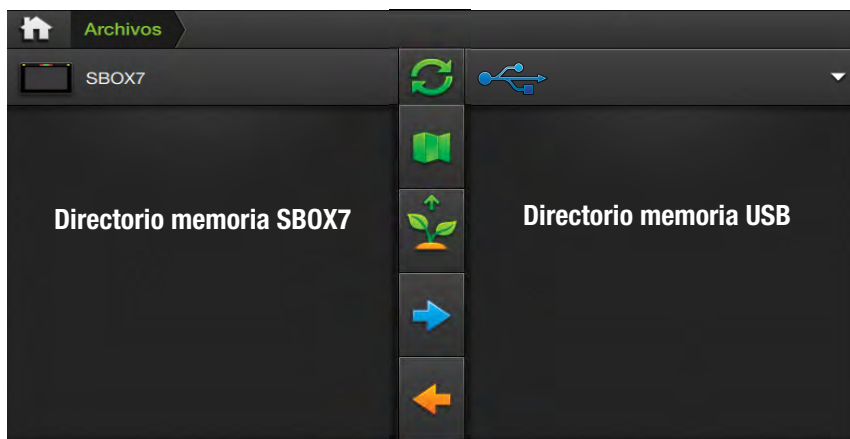 Archivos
SBOX7
Directorio memoria SBOX7
Directorio memoria USB